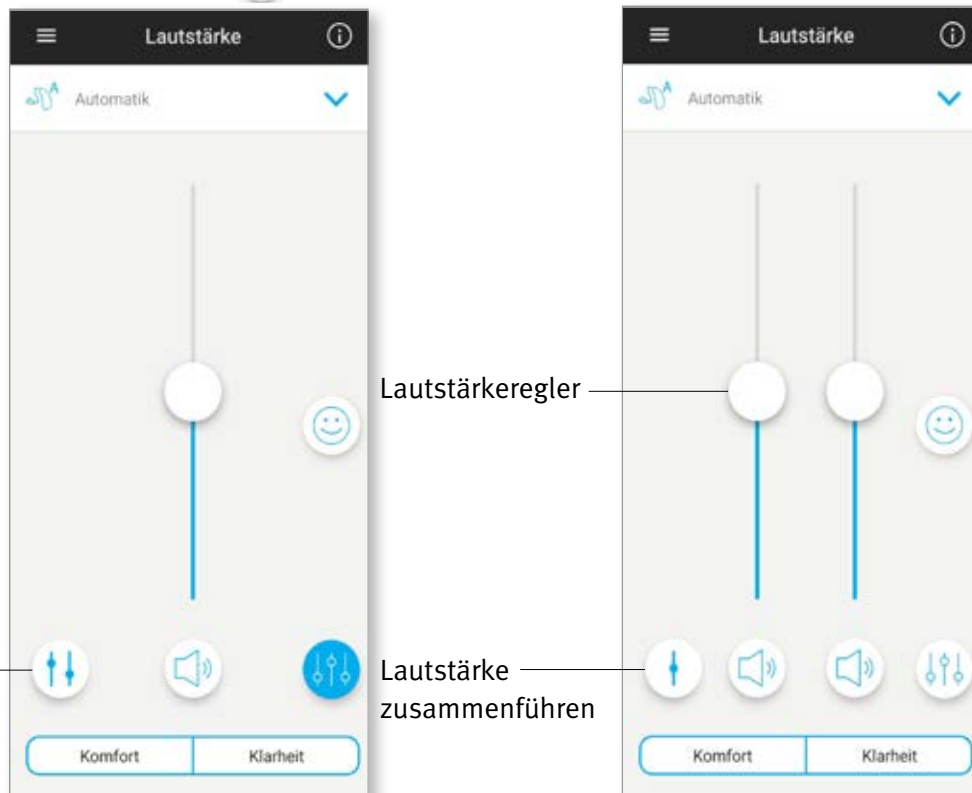 Lautstärke
Automatik
Komfort
Klarheit
Lautstärkeregler
Lautstärke
zusammenführen
Lautstärke
Automatik
Komfort
Klarheit